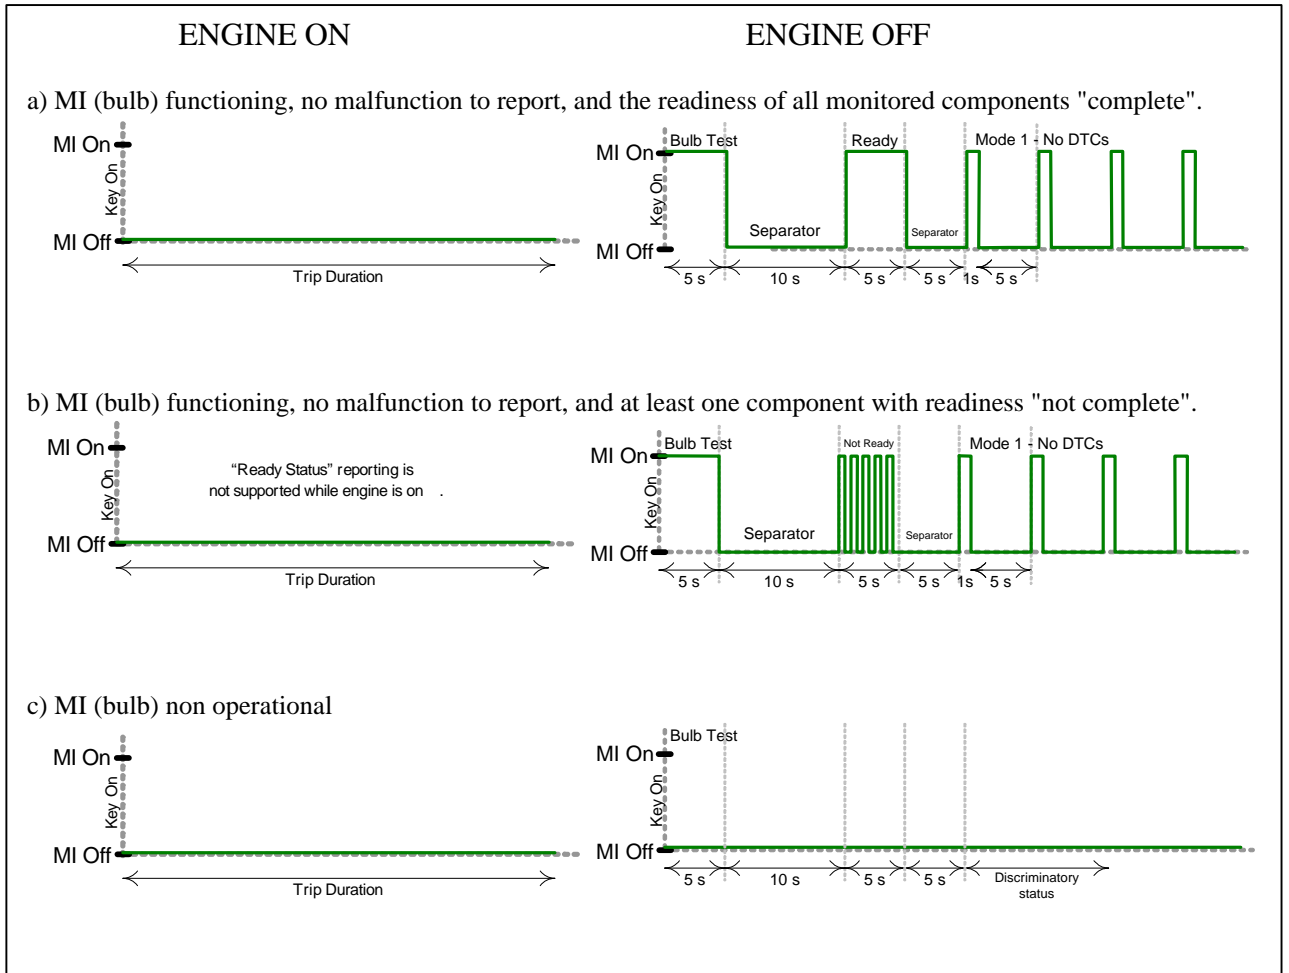 ENGINE ON
ENGINE OFF
a) MI (bulb) functioning, no malfunction to report, and the readiness of all monitored components "complete".
MI On
Key On
MI Off
Trip Duration
Bulb Test
Ready
Mode 1 - No DTCs
MI On
Key On
Separator
Separator
MI Off
5 s
10 s
5 s
5 s
1s
5 s
b) MI (bulb) functioning, no malfunction to report, and at least one component with readiness "not complete".
MI On
Key On
“Ready Status” reporting is
not supported while engine is on .
MI Off
Trip Duration
Bulb Test
Not Ready
Mode 1 - No DTCs
MI On
Key On
Separator
Separator
MI Off
5 s
10 s
5 s
5 s
1s
5 s
c) MI (bulb) non operational
MI On
Key On
MI Off
Trip Duration
Bulb Test
MI On
Key On
MI Off
5 s
10 s
5 s
5 s
Discriminatory
status